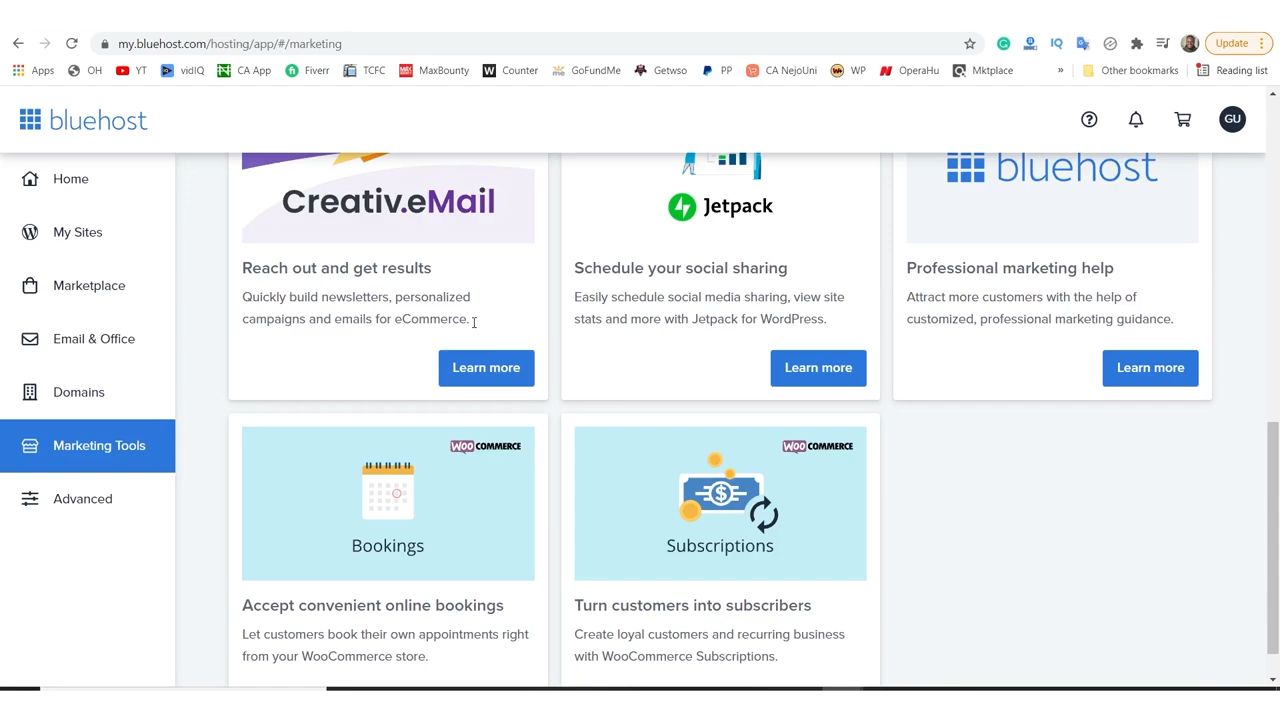 my.bluehost.com/hosting/app/#/marketing
Update
Apps OH YT vidIQ CA App Fiverr TCFC MaxBounty Counter GoFundMe Getwso PP CA NejoUni WP OperaHu Mktplace » Other bookmarks Reading list
bluehost
GU
Home
My Sites
Marketplace
Email & Office
Domains
Marketing Tools
Advanced
Creativ.eMail
Reach out and get results
Quickly build newsletters, personalized
campaigns and emails for eCommerce.
Learn more
Jetpack
Schedule your social sharing
Easily schedule social media sharing, view site
stats and more with Jetpack for WordPress.
Learn more
bluehost
Professional marketing help
Attract more customers with the help of
customized, professional marketing guidance.
Learn more
WOO COMMERCE
Bookings
Accept convenient online bookings
Let customers book their own appointments right
from your WooCommerce store.
WOO COMMERCE
Subscriptions
Turn customers into subscribers
Create loyal customers and recurring business
with WooCommerce Subscriptions.